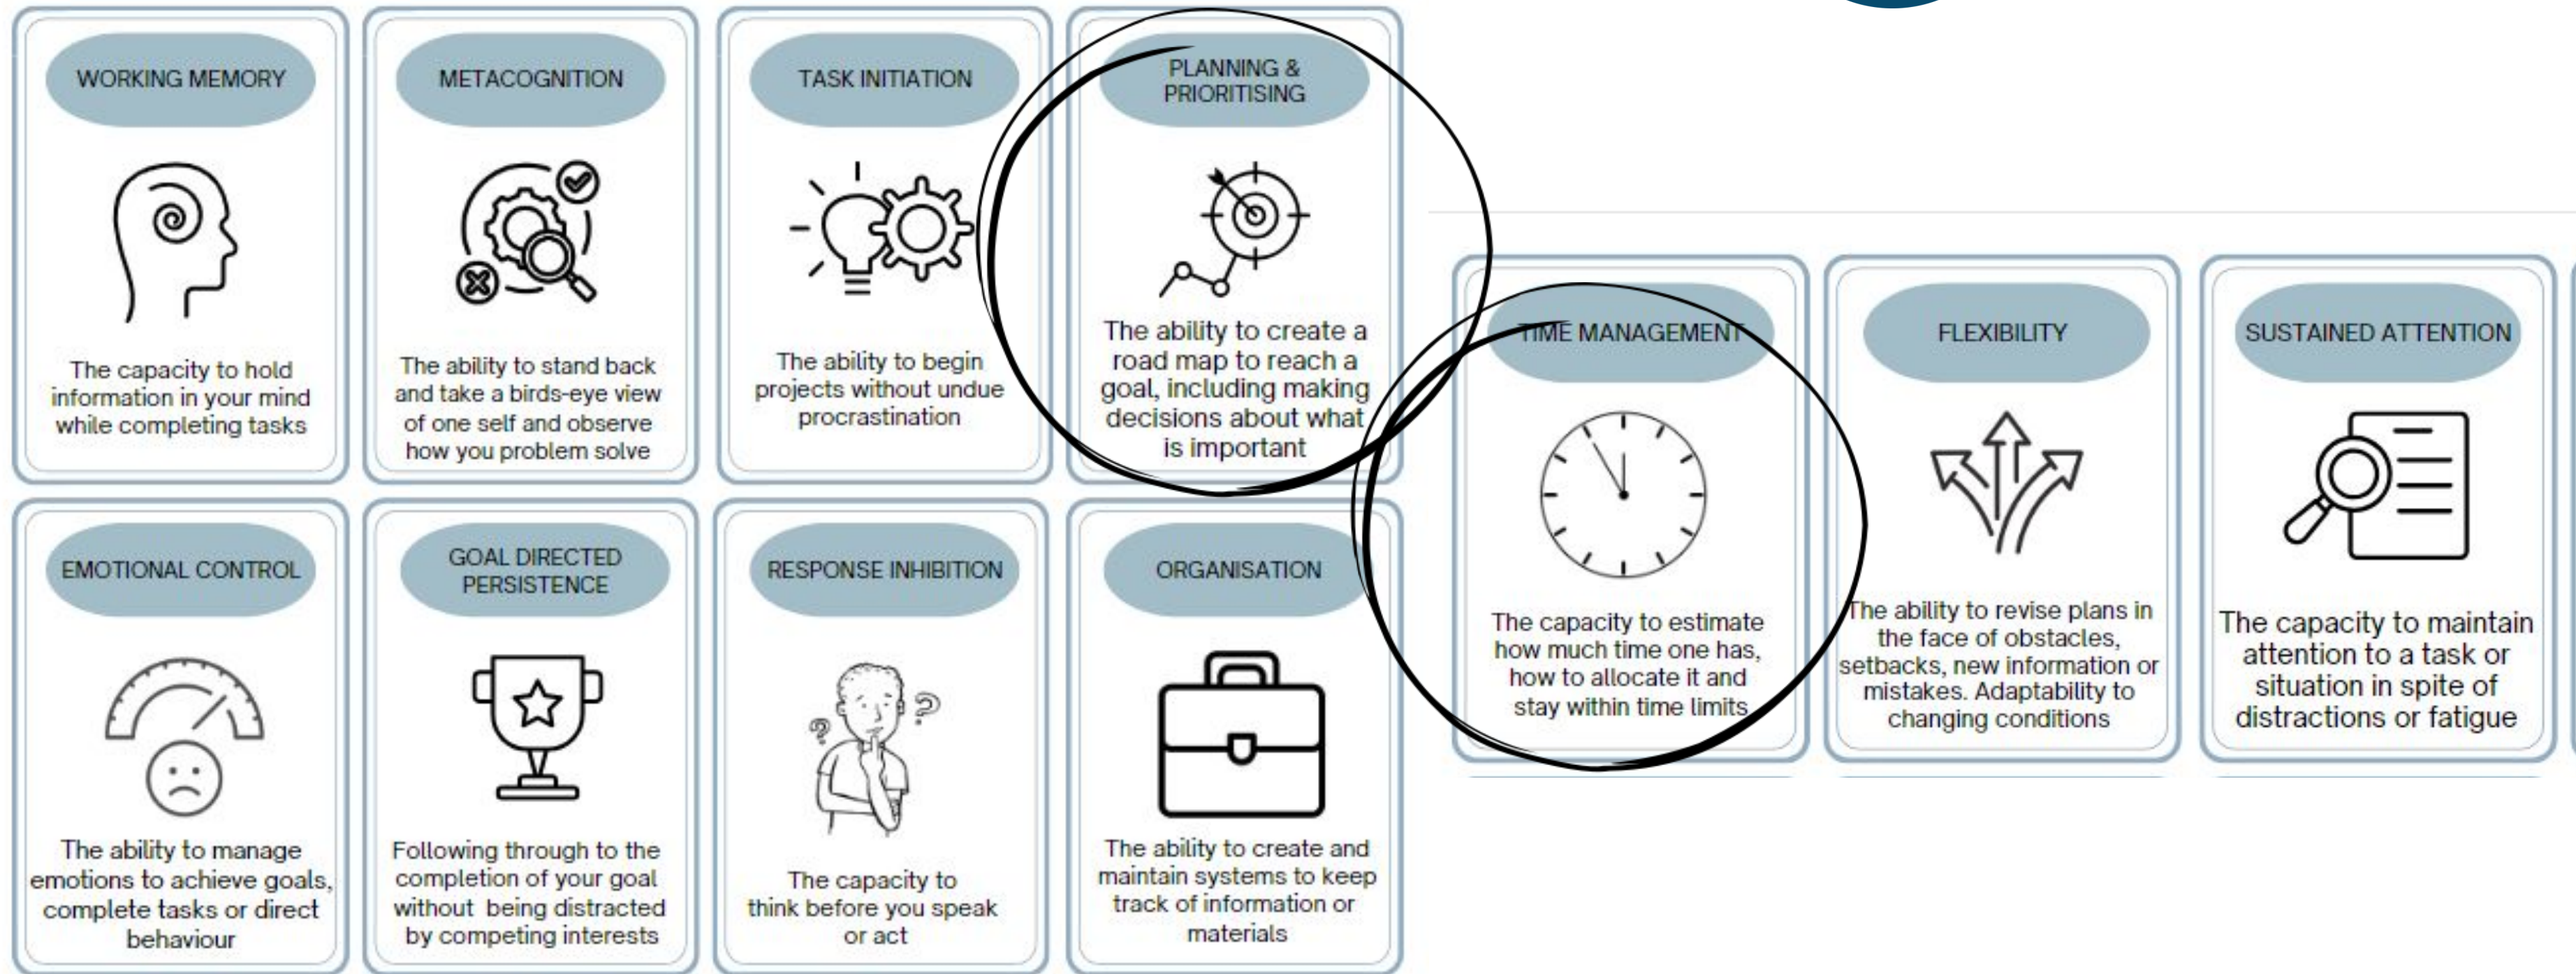 WORKING MEMORY
The capacity to hold
information in your mind
while completing tasks
METACOGNITION
The ability to stand back
and take a birds-eye view
of one self and observe
how you problem solve
TASK INITIATION
The ability to begin
projects without undue
procrastination
PLANNING &
PRIORITISING
The ability to create a
road map to reach a
goal, including making
decisions about what
is important
EMOTIONAL CONTROL
The ability to manage
emotions to achieve goals,
complete tasks or direct
behaviour
GOAL DIRECTED
PERSISTENCE
Following through to the
completion of your goal
without being distracted
by competing interests
RESPONSE INHIBITION
? ?
The capacity to
think before you speak
or act
ORGANISATION
The ability to create and
maintain systems to keep
track of information or
materials
TIME MANAGEMENT
The capacity to estimate
how much time one has,
how to allocate it and
stay within time limits
FLEXIBILITY
The ability to revise plans in
the face of obstacles,
setbacks, new information or
mistakes. Adaptability to
changing conditions
SUSTAINED ATTENTION
The capacity to maintain
attention to a task or
situation in spite of
distractions or fatigue